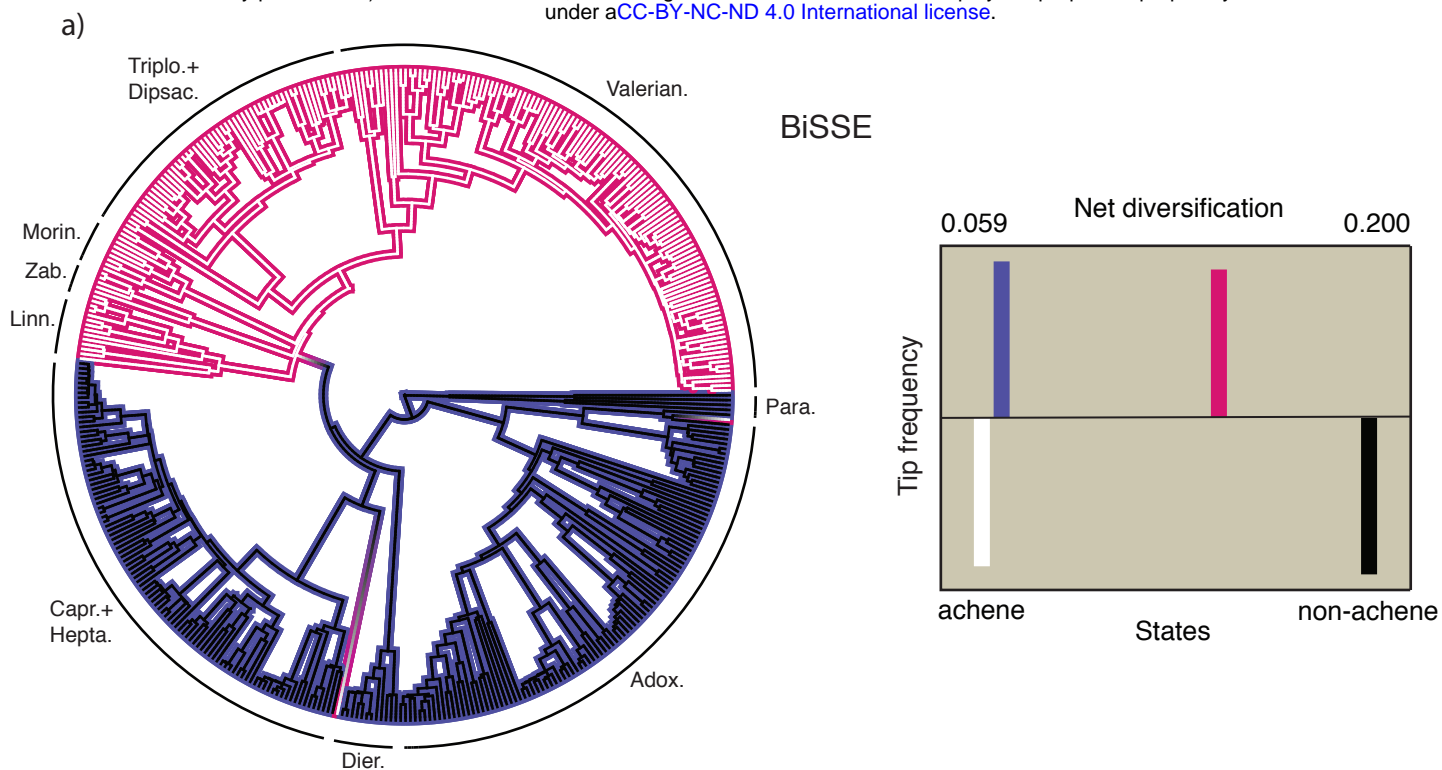 under aCC-BY-NC-ND 4.0 International license.
a)
Triplo.+
Dipsac.
Valerian.
BiSSE
Morin.
Zab.
Linn.
Para.
Capr.+
Hepta.
Adox.
Dier.
Net diversification
0.059
0.200
Tip frequency
achene
non-achene
States